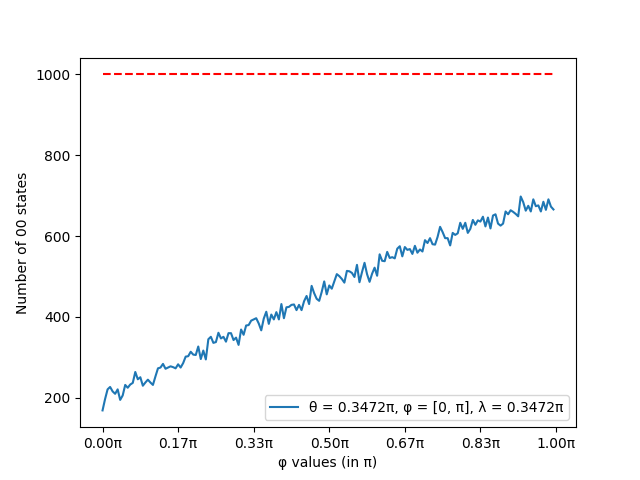 1000
800
600
400
200
Number of 00 states
θ = 0.3472π, φ = [0, π], λ = 0.3472π
0.00π 0.17π 0.33π 0.50π 0.67π 0.83π 1.00π
φ values (in π)